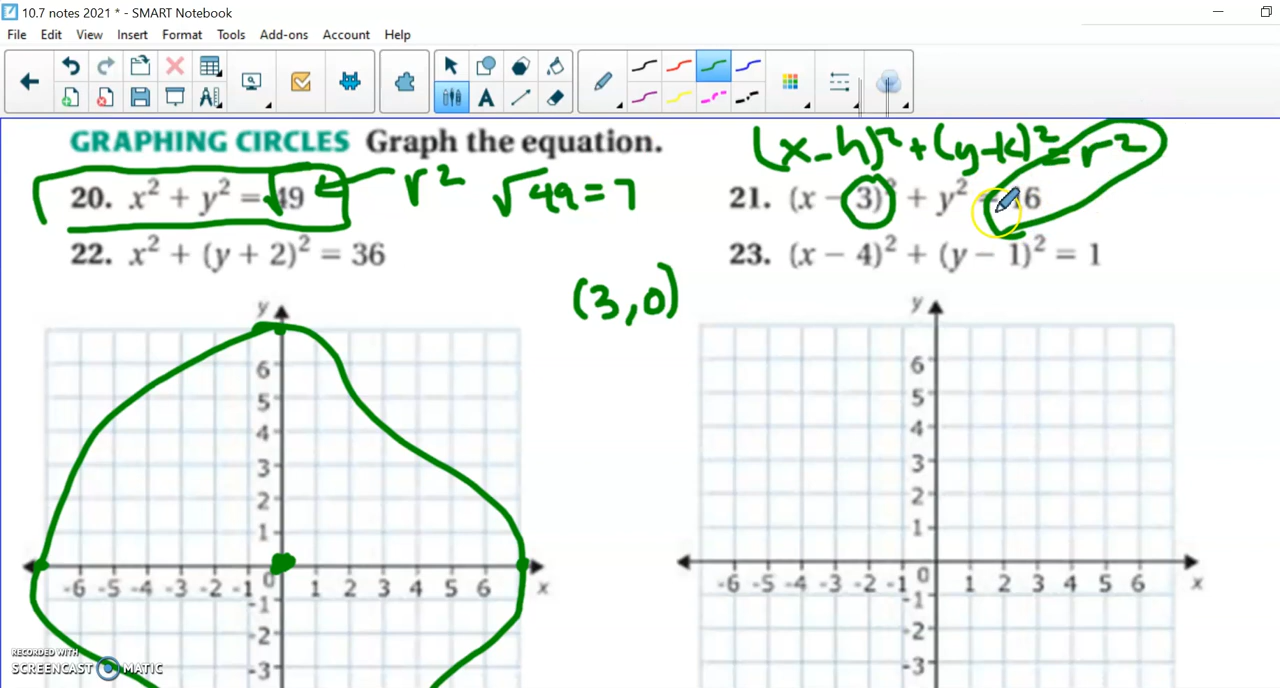 10.7 notes 2021 * - SMART Notebook
File Edit View Insert Format Tools Add-ons Account Help
GRAPHING CIRCLES Graph the equation.
(x-h)² + (y-k)² = r²
20. x² + y² = √49 r² √49 = 7
21. (x − 3)² + y² = 16
22. x² + (y + 2)² = 36
23. (x − 4)² + (y − 1)² = 1
(3,0)
y
6
5
4
3
2
1
-6 -5 -4 -3 -2 -1 0 1 2 3 4 5 6 x
-1
-2
-3
y
6
5
4
3
2
1
-6 -5 -4 -3 -2 -1 0 1 2 3 4 5 6 x
-1
-2
-3
RECORDED WITH
SCREENCAST MATIC